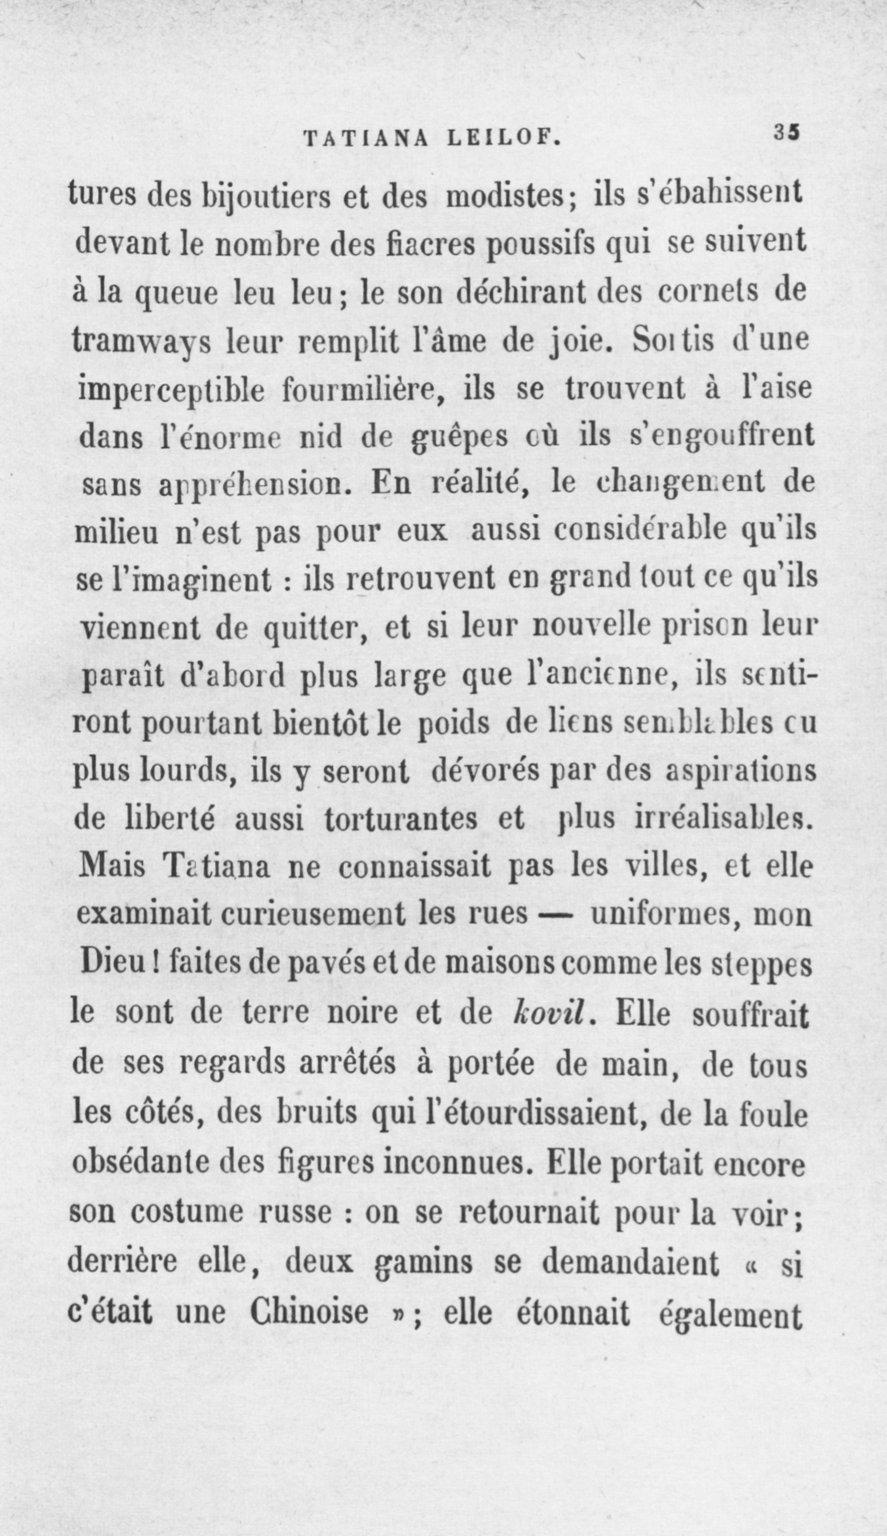 TATIANA LEILOF. 35
tures des bijoutiers et des modistes; ils s'ébahissent
devant le nombre des fiacres poussifs qui se suivent
à la queue leu leu; le son déchirant des cornets de
tramways leur remplit l'âme de joie. Sortis d'une
imperceptible fourmilière, ils se trouvent à l'aise
dans l'énorme nid de guêpes où ils s'engouffrent
sans appréhension. En réalité, le changement de
milieu n'est pas pour eux aussi considérable qu'ils
se l'imaginent : ils retrouvent en grand tout ce qu'ils
viennent de quitter, et si leur nouvelle prison leur
paraît d'abord plus large que l'ancienne, ils senti-
ront pourtant bientôt le poids de liens semblables ou
plus lourds, ils y seront dévorés par des aspirations
de liberté aussi torturantes et plus irréalisables.
Mais Tatiana ne connaissait pas les villes, et elle
examinait curieusement les rues — uniformes, mon
Dieu ! faites de pavés et de maisons comme les steppes
le sont de terre noire et de kovil. Elle souffrait
de ses regards arrêtés à portée de main, de tous
les côtés, des bruits qui l'étourdissaient, de la foule
obsédante des figures inconnues. Elle portait encore
son costume russe : on se retournait pour la voir;
derrière elle, deux gamins se demandaient « si
c'était une Chinoise »; elle étonnait également